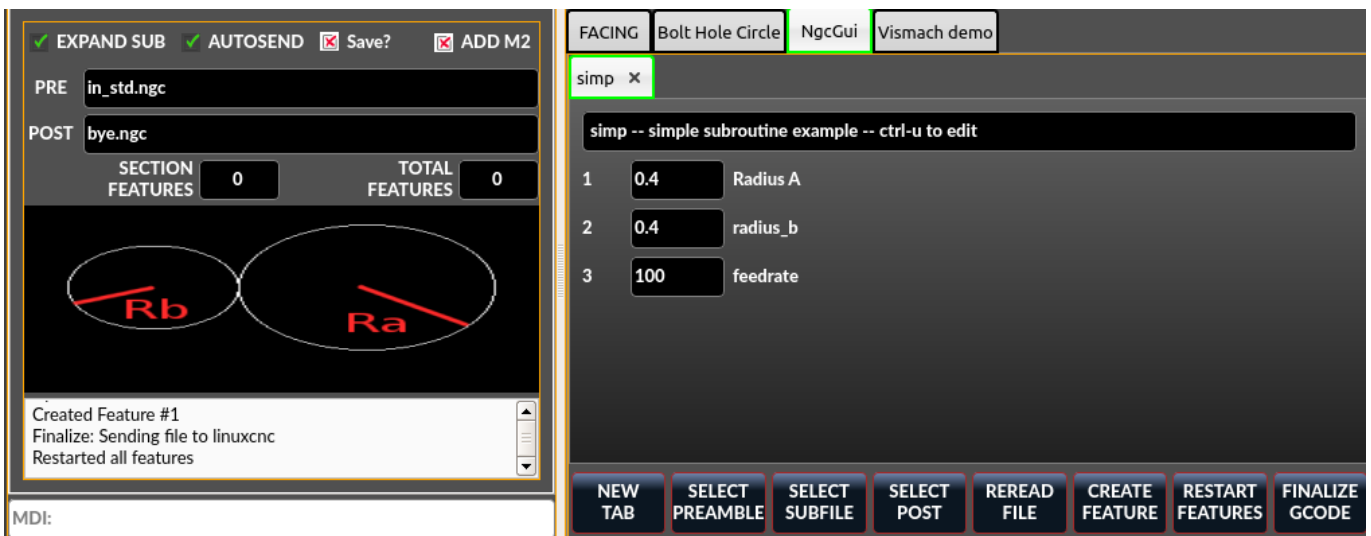 EXPAND SUB AUTOSEND Save? ADD M2
PRE in_std.ngc
POST bye.ngc
SECTION FEATURES 0 TOTAL FEATURES 0
Rb
Ra
Created Feature #1
Finalize: Sending file to linuxcnc
Restarted all features
MDI:
FACING Bolt Hole Circle NgcGui Vismach demo
simp ×
simp -- simple subroutine example -- ctrl-u to edit
1 0.4 Radius A
2 0.4 radius_b
3 100 feedrate
NEW TAB SELECT PREAMBLE SELECT SUBFILE SELECT POST REREAD FILE CREATE FEATURE RESTART FEATURES FINALIZE GCODE